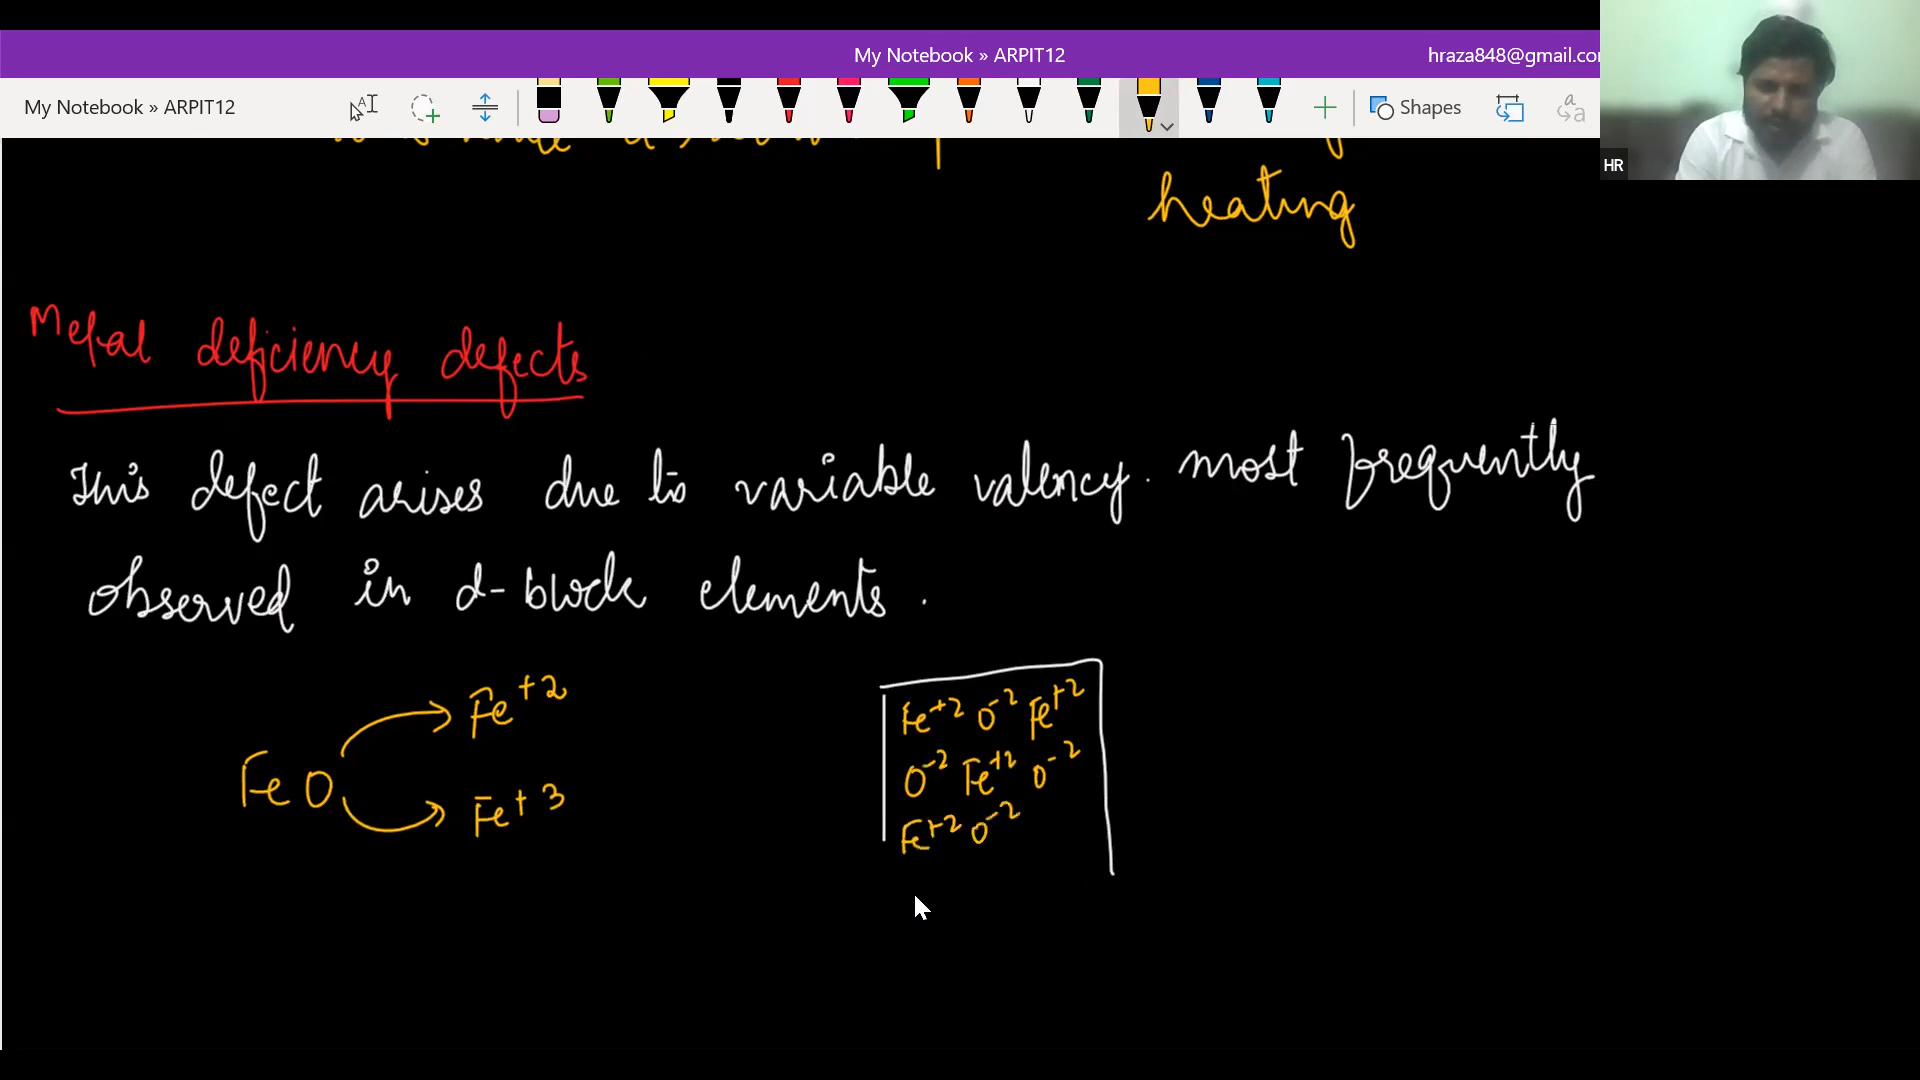 My Notebook » ARPIT12
hraza848@gmail.co
My Notebook » ARPIT12
Shapes
HR
heating
Metal deficiency defects
This defect arises due to variable valency. most frequently
observed in d-block elements.
FeO
Fe+2
Fe+3
Fe+2 O-2 Fe+2
O-2 Fe+2 O-2
Fe+2 O-2